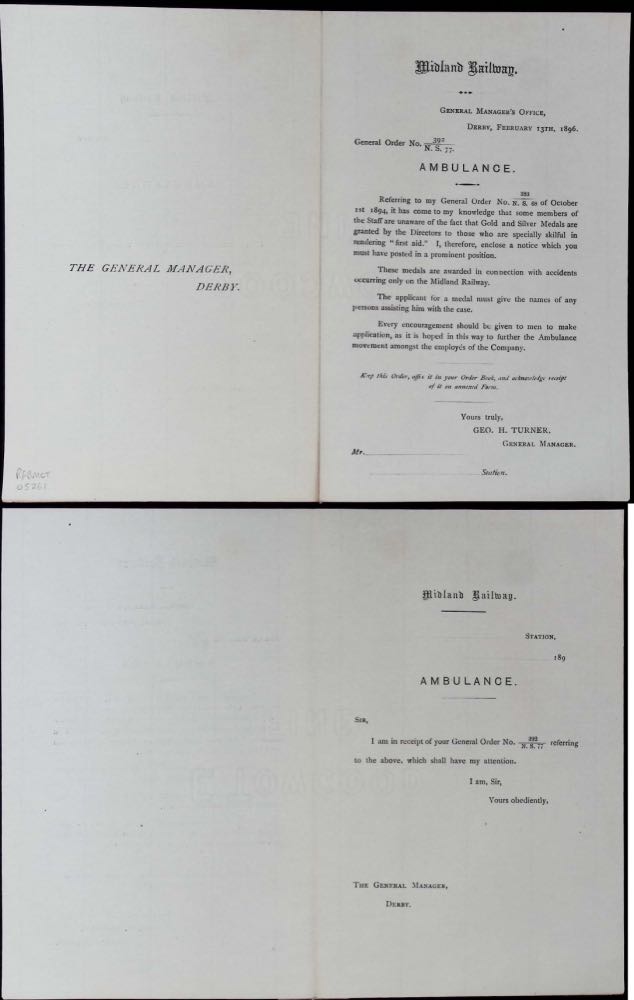 THE GENERAL MANAGER,
DERBY.
05261
Midland Railway.
General Manager's Office,
Derby, February 13th, 1896.
General Order No. 392 / N. S. 77.
AMBULANCE.
Referring to my General Order No. 383 / N. S. 68 of October
1st 1894, it has come to my knowledge that some members of
the Staff are unaware of the fact that Gold and Silver Medals are
granted by the Directors to those who are specially skilful in
rendering "first aid." I, therefore, enclose a notice which you
must have posted in a prominent position.
These medals are awarded in connection with accidents
occurring only on the Midland Railway.
The applicant for a medal must give the names of any
persons assisting him with the case.
Every encouragement should be given to men to make
application, as it is hoped in this way to further the Ambulance
movement amongst the employés of the Company.
Keep this Order, affix it in your Order Book, and acknowledge receipt
of it on annexed Form.
Yours truly,
GEO. H. TURNER,
General Manager.
Mr.
Station.
Midland Railway.
Station,
189
AMBULANCE.
Sir,
I am in receipt of your General Order No. 392 / N. S. 77 referring
to the above, which shall have my attention.
I am, Sir,
Yours obediently,
The General Manager,
Derby.